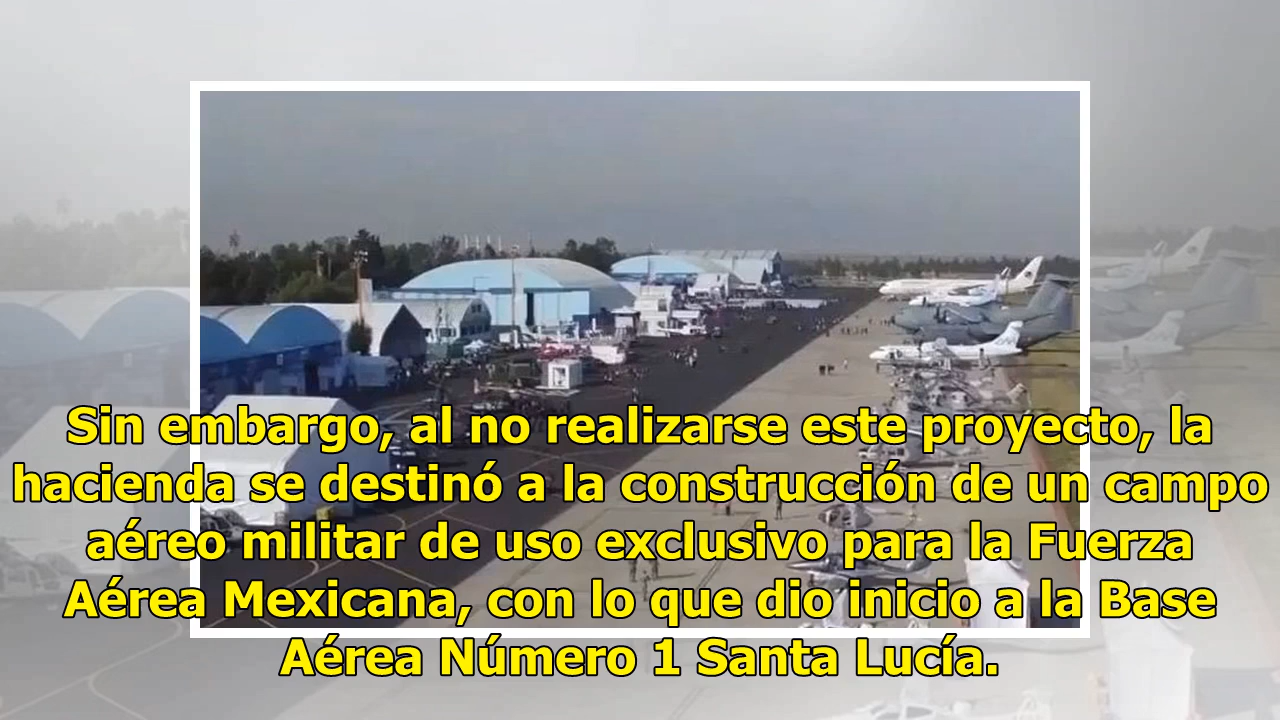 Sin embargo, al no realizarse este proyecto, la
hacienda se destinó a la construcción de un campo
aéreo militar de uso exclusivo para la Fuerza
Aérea Mexicana, con lo que dio inicio a la Base
Aérea Número 1 Santa Lucía.